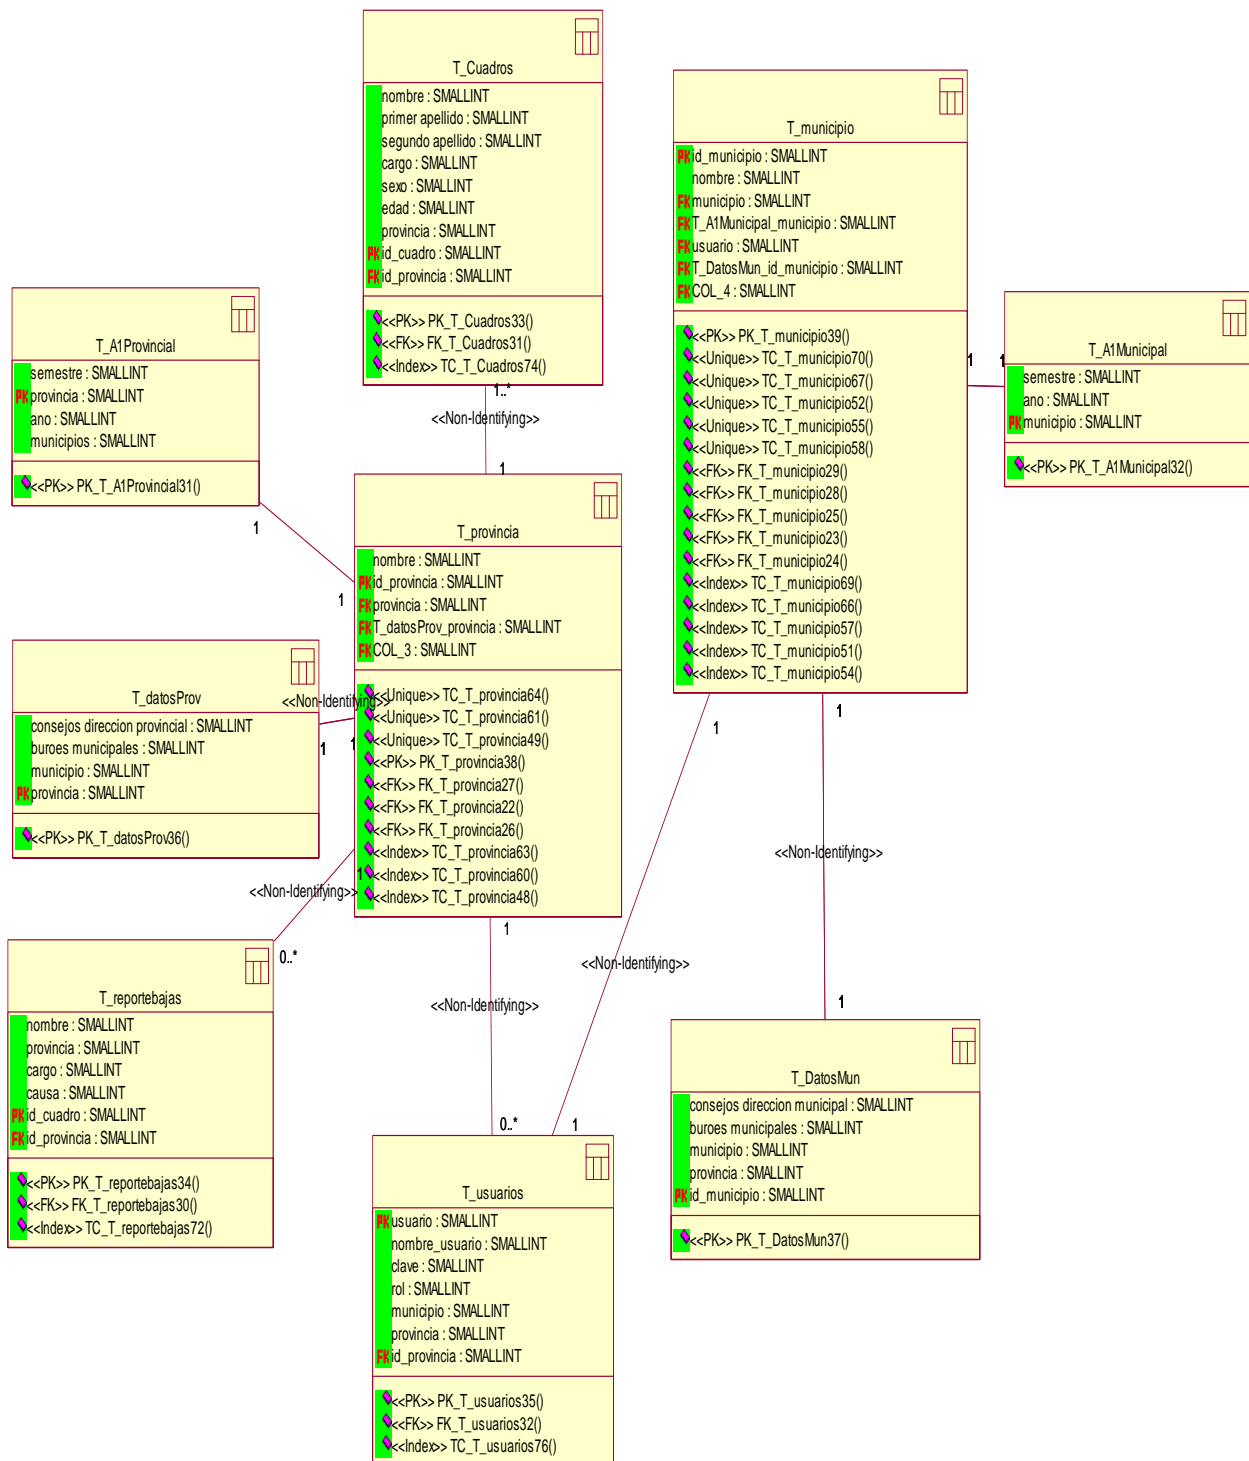 T_Cuadros
nombre : SMALLINT
primer apellido : SMALLINT
segundo apellido : SMALLINT
cargo : SMALLINT
sexo : SMALLINT
edad : SMALLINT
provincia : SMALLINT
PK id_cuadro : SMALLINT
FK id_provincia : SMALLINT
<<PK>> PK_T_Cuadros33()
<<FK>> FK_T_Cuadros31()
<<Index>> TC_T_Cuadros74()
1..*
<<Non-Identifying>>
1
T_municipio
PK id_municipio : SMALLINT
nombre : SMALLINT
FK municipio : SMALLINT
FK T_A1Municipal_municipio : SMALLINT
FK usuario : SMALLINT
FK T_DatosMun_id_municipio : SMALLINT
FK COL_4 : SMALLINT
<<PK>> PK_T_municipio39()
<<Unique>> TC_T_municipio70()
<<Unique>> TC_T_municipio67()
<<Unique>> TC_T_municipio52()
<<Unique>> TC_T_municipio55()
<<Unique>> TC_T_municipio58()
<<FK>> FK_T_municipio29()
<<FK>> FK_T_municipio28()
<<FK>> FK_T_municipio25()
<<FK>> FK_T_municipio23()
<<FK>> FK_T_municipio24()
<<Index>> TC_T_municipio69()
<<Index>> TC_T_municipio66()
<<Index>> TC_T_municipio57()
<<Index>> TC_T_municipio51()
<<Index>> TC_T_municipio54()
1
1
T_A1Municipal
semestre : SMALLINT
ano : SMALLINT
PK municipio : SMALLINT
<<PK>> PK_T_A1Municipal32()
T_A1Provincial
semestre : SMALLINT
PK provincia : SMALLINT
ano : SMALLINT
municipios : SMALLINT
<<PK>> PK_T_A1Provincial31()
1
1
T_provincia
nombre : SMALLINT
PK id_provincia : SMALLINT
FK provincia : SMALLINT
FK T_datosProv_provincia : SMALLINT
FK COL_3 : SMALLINT
<<Unique>> TC_T_provincia64()
<<Unique>> TC_T_provincia61()
<<Unique>> TC_T_provincia49()
<<PK>> PK_T_provincia38()
<<FK>> FK_T_provincia27()
<<FK>> FK_T_provincia22()
<<FK>> FK_T_provincia26()
<<Index>> TC_T_provincia63()
<<Index>> TC_T_provincia60()
<<Index>> TC_T_provincia48()
T_datosProv
consejos direccion provincial : SMALLINT
buroes municipales : SMALLINT
municipio : SMALLINT
PK provincia : SMALLINT
<<PK>> PK_T_datosProv36()
<<Non-Identifying>>
1
1
1
<<Non-Identifying>>
0..*
T_reportebajas
nombre : SMALLINT
provincia : SMALLINT
cargo : SMALLINT
causa : SMALLINT
PK id_cuadro : SMALLINT
FK id_provincia : SMALLINT
<<PK>> PK_T_reportebajas34()
<<FK>> FK_T_reportebajas30()
<<Index>> TC_T_reportebajas72()
1
<<Non-Identifying>>
0..*
1
<<Non-Identifying>>
1
1
<<Non-Identifying>>
1
T_usuarios
PK usuario : SMALLINT
nombre_usuario : SMALLINT
clave : SMALLINT
rol : SMALLINT
municipio : SMALLINT
provincia : SMALLINT
FK id_provincia : SMALLINT
<<PK>> PK_T_usuarios35()
<<FK>> FK_T_usuarios32()
<<Index>> TC_T_usuarios76()
T_DatosMun
consejos direccion municipal : SMALLINT
buroes municipales : SMALLINT
municipio : SMALLINT
provincia : SMALLINT
PK id_municipio : SMALLINT
<<PK>> PK_T_DatosMun37()